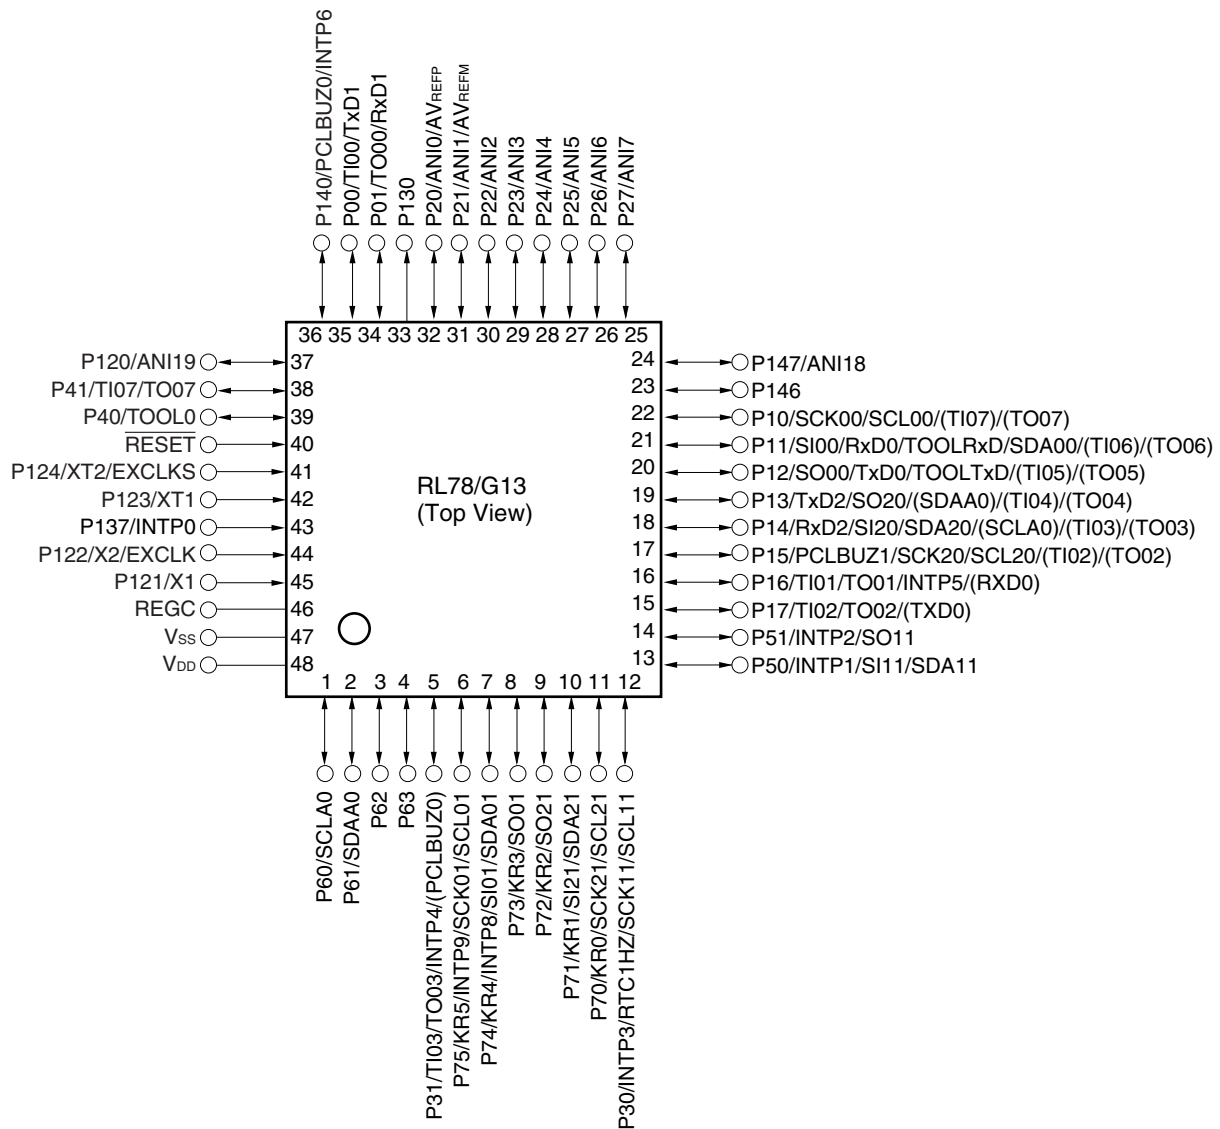 P140/PCLBUZ0/INTP6
P00/TI00/TxD1
P01/TO00/RxD1
P130
P20/ANI0/AVREFP
P21/ANI1/AVREFM
P22/ANI2
P23/ANI3
P24/ANI4
P25/ANI5
P26/ANI6
P27/ANI7
36 35 34 33 32 31 30 29 28 27 26 25
P120/ANI19 37
P41/TI07/TO07 38
P40/TOOL0 39
RESET 40
P124/XT2/EXCLKS 41
P123/XT1 42
P137/INTP0 43
P122/X2/EXCLK 44
P121/X1 45
REGC 46
VSS 47
VDD 48
RL78/G13
(Top View)
24 P147/ANI18
23 P146
22 P10/SCK00/SCL00/(TI07)/(TO07)
21 P11/SI00/RxD0/TOOLRxD/SDA00/(TI06)/(TO06)
20 P12/SO00/TxD0/TOOLTxD/(TI05)/(TO05)
19 P13/TxD2/SO20/(SDAA0)/(TI04)/(TO04)
18 P14/RxD2/SI20/SDA20/(SCLA0)/(TI03)/(TO03)
17 P15/PCLBUZ1/SCK20/SCL20/(TI02)/(TO02)
16 P16/TI01/TO01/INTP5/(RXD0)
15 P17/TI02/TO02/(TXD0)
14 P51/INTP2/SO11
13 P50/INTP1/SI11/SDA11
1 2 3 4 5 6 7 8 9 10 11 12
P60/SCLA0
P61/SDAA0
P62
P63
P31/TI03/TO03/INTP4/(PCLBUZ0)
P75/KR5/INTP9/SCK01/SCL01
P74/KR4/INTP8/SI01/SDA01
P73/KR3/SO01
P72/KR2/SO21
P71/KR1/SI21/SDA21
P70/KR0/SCK21/SCL21
P30/INTP3/RTC1HZ/SCK11/SCL11